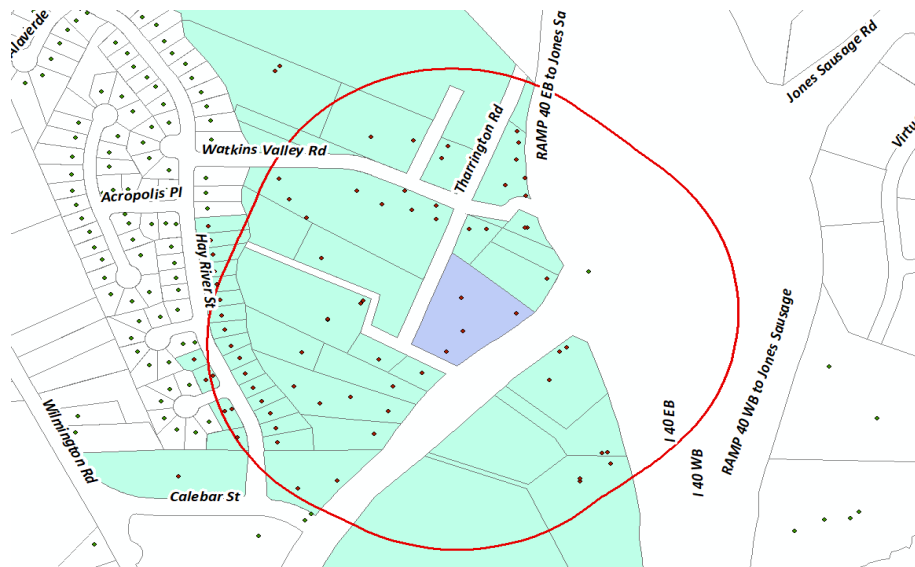 Alaverde
RAMP 40 EB to Jones Sa
Jones Sausage Rd
Virtu
Watkins Valley Rd
Tharrington Rd
Acropolis Pl
Hay River St
Wilmington Rd
Calebar St
I 40 EB
I 40 WB
RAMP 40 WB to Jones Sausage